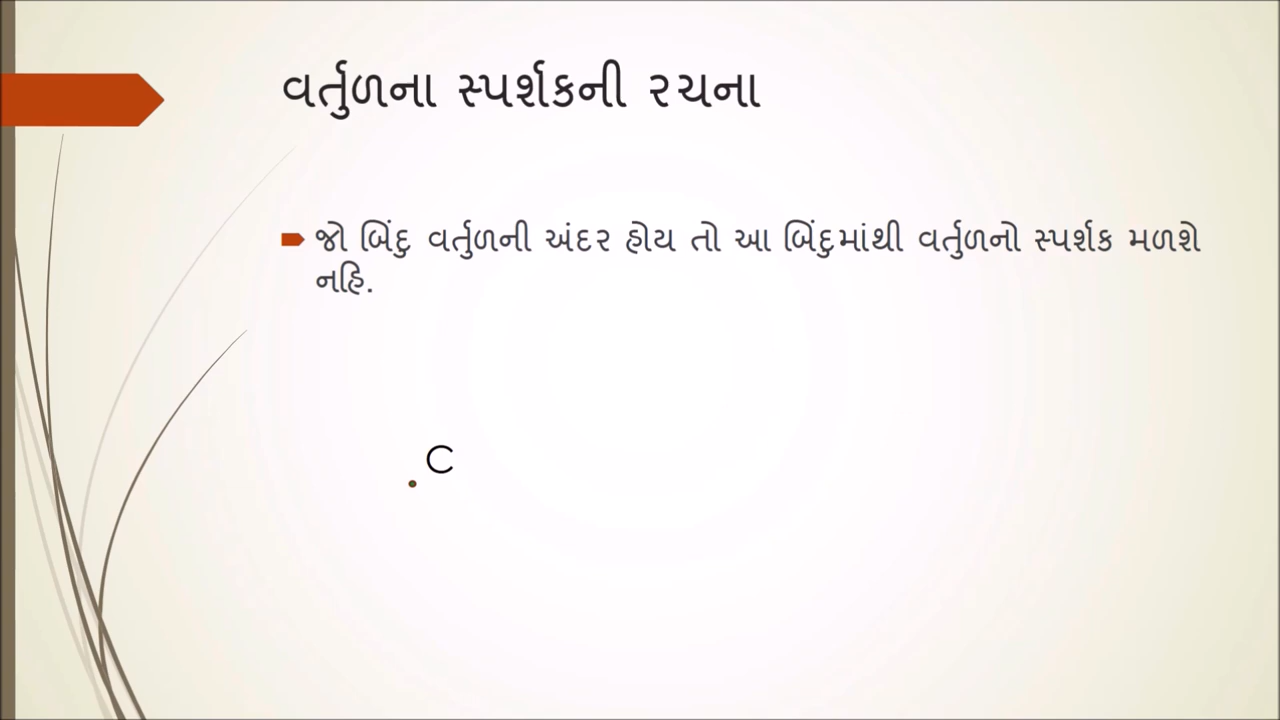 વર્તુળના સ્પર્શકની રચના
જો બિંદુ વર્તુળની અંદર હોય તો આ બિંદુમાંથી વર્તુળનો સ્પર્શક મળશે
નહિ.
C